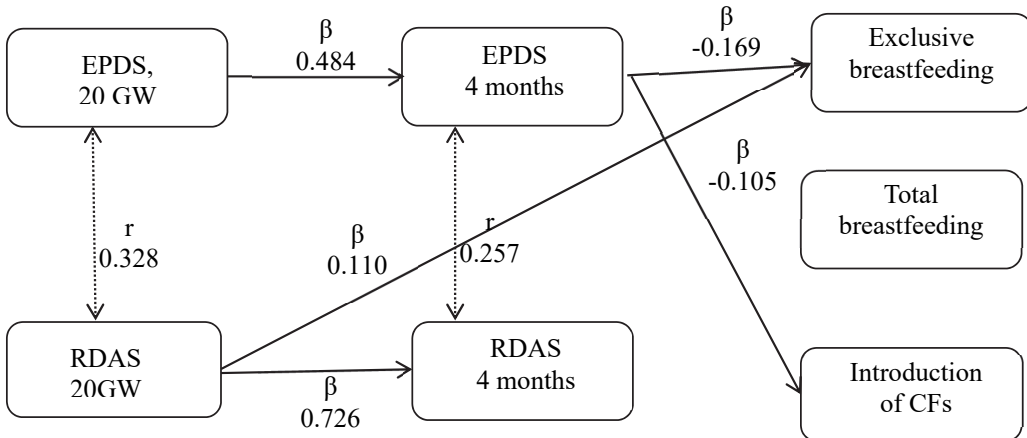 EPDS,
20 GW
β
0.484
EPDS
4 months
β
-0.169
Exclusive
breastfeeding
β
-0.105
Total
breastfeeding
r
0.328
β
0.110
r
0.257
RDAS
20GW
β
0.726
RDAS
4 months
Introduction
of CFs